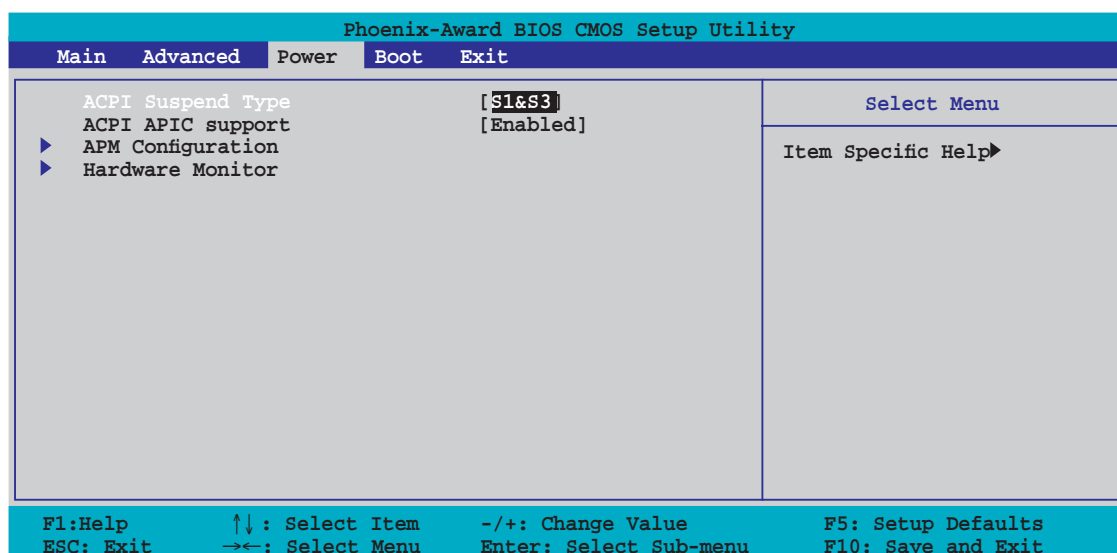 Phoenix-Award BIOS CMOS Setup Utility
Main Advanced Power Boot Exit
ACPI Suspend Type [S1&S3]
ACPI APIC support [Enabled]
APM Configuration
Hardware Monitor
Select Menu
Item Specific Help
F1:Help ↑↓: Select Item -/+: Change Value F5: Setup Defaults
ESC: Exit →←: Select Menu Enter: Select Sub-menu F10: Save and Exit